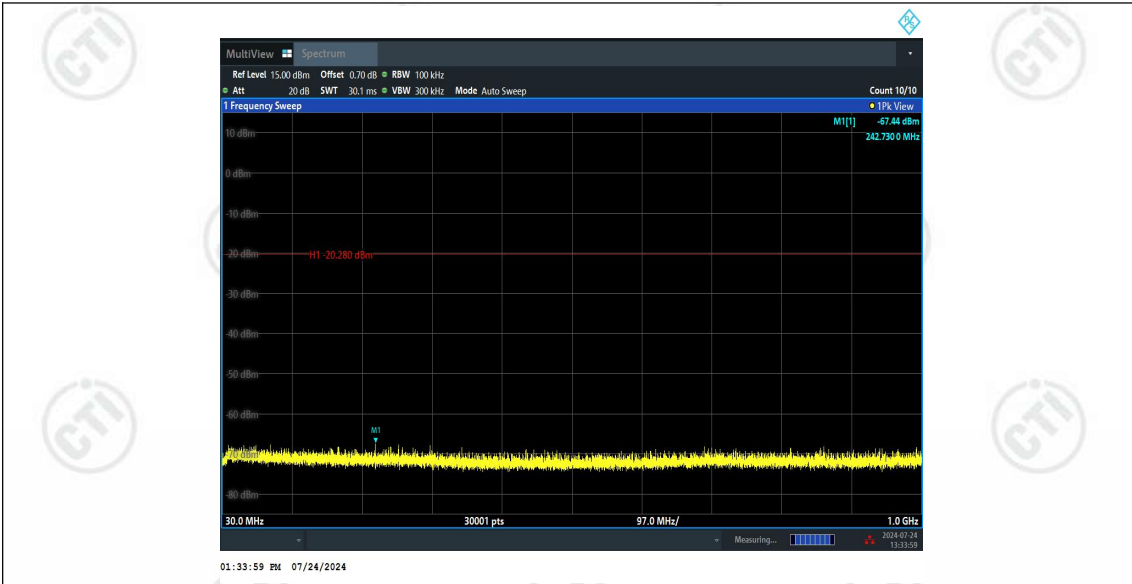 R S
MultiView Spectrum
Ref Level 15.00 dBm Offset 0.70 dB RBW 100 kHz
Att 20 dB SWT 30.1 ms VBW 300 kHz Mode Auto Sweep Count 10/10
1 Frequency Sweep 1Pk View
M1[1] -67.44 dBm
10 dBm 242.730 0 MHz
0 dBm
-10 dBm
-20 dBm H1 -20.280 dBm
-30 dBm
-40 dBm
-50 dBm
-60 dBm
M1
-70 dBm
-80 dBm
30.0 MHz 30001 pts 97.0 MHz/ 1.0 GHz
Measuring... 2024-07-24
13:33:59
01:33:59 PM 07/24/2024
CTI
CTI
CTI
CTI